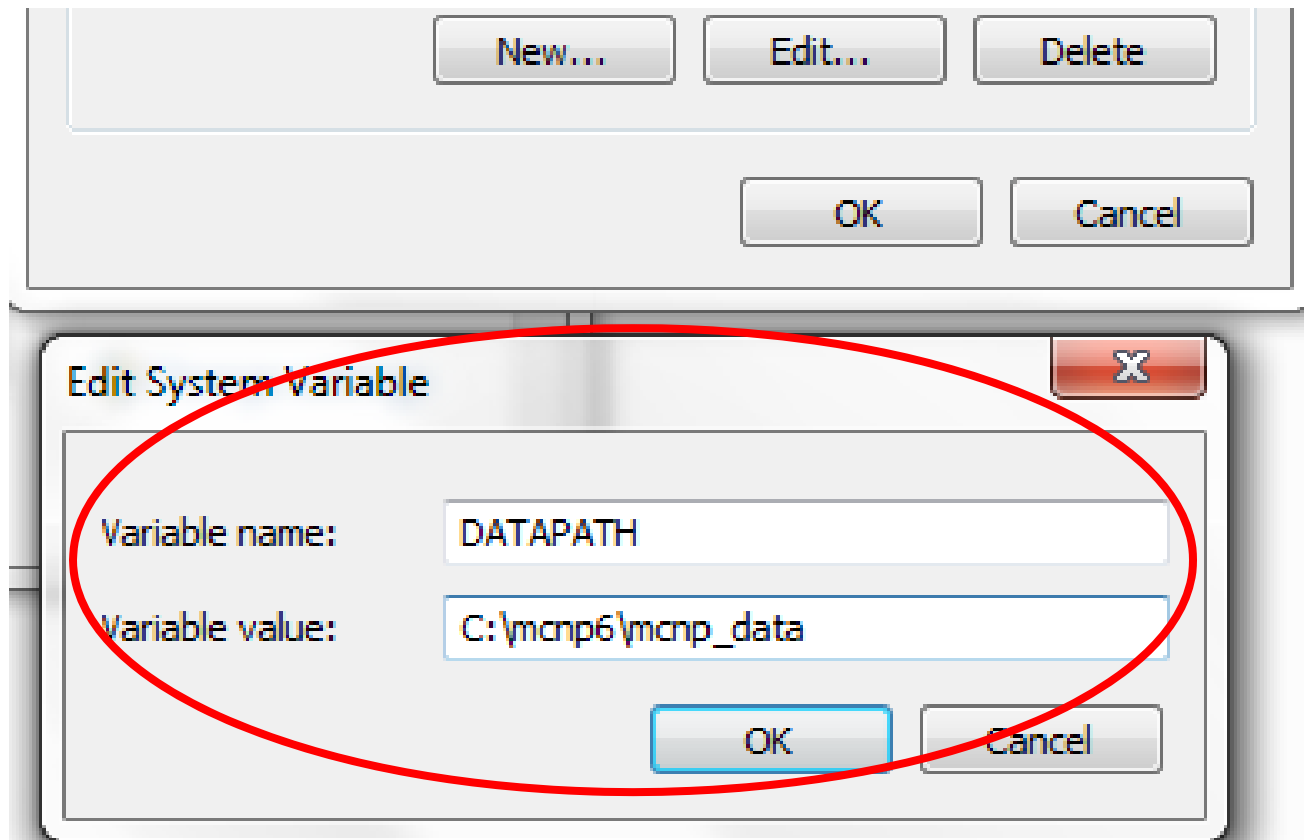 New... Edit... Delete
OK Cancel
Edit System Variable
Variable name: DATAPATH
Variable value: C:\mcnp6\mcnp_data
OK Cancel